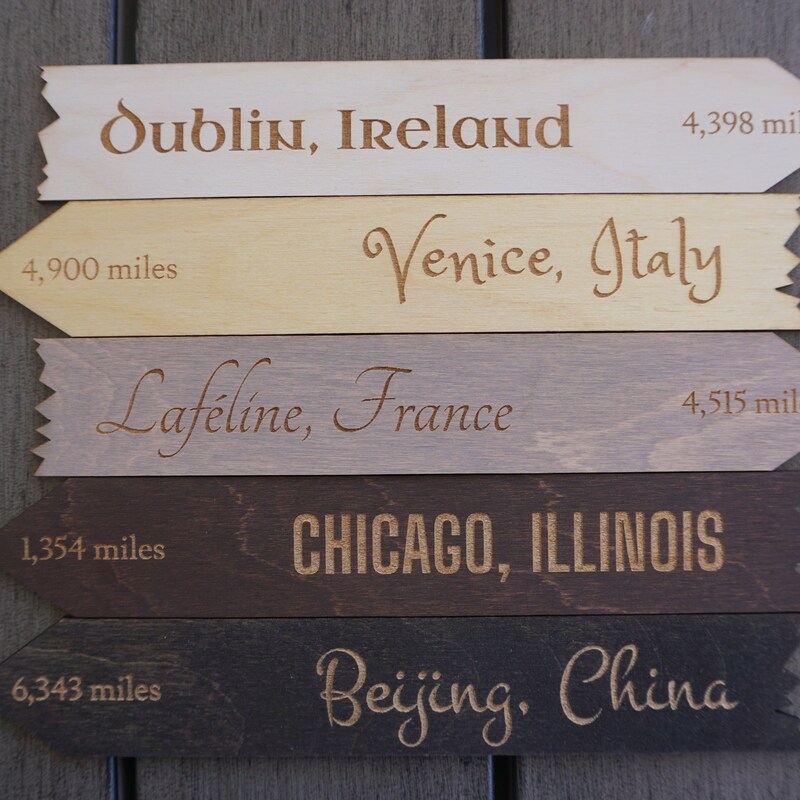 Dublin, Ireland 4,398 mil
4,900 miles Venice, Italy
Laféline, France 4,515 mil
1,354 miles CHICAGO, ILLINOIS
6,343 miles Beijing, China